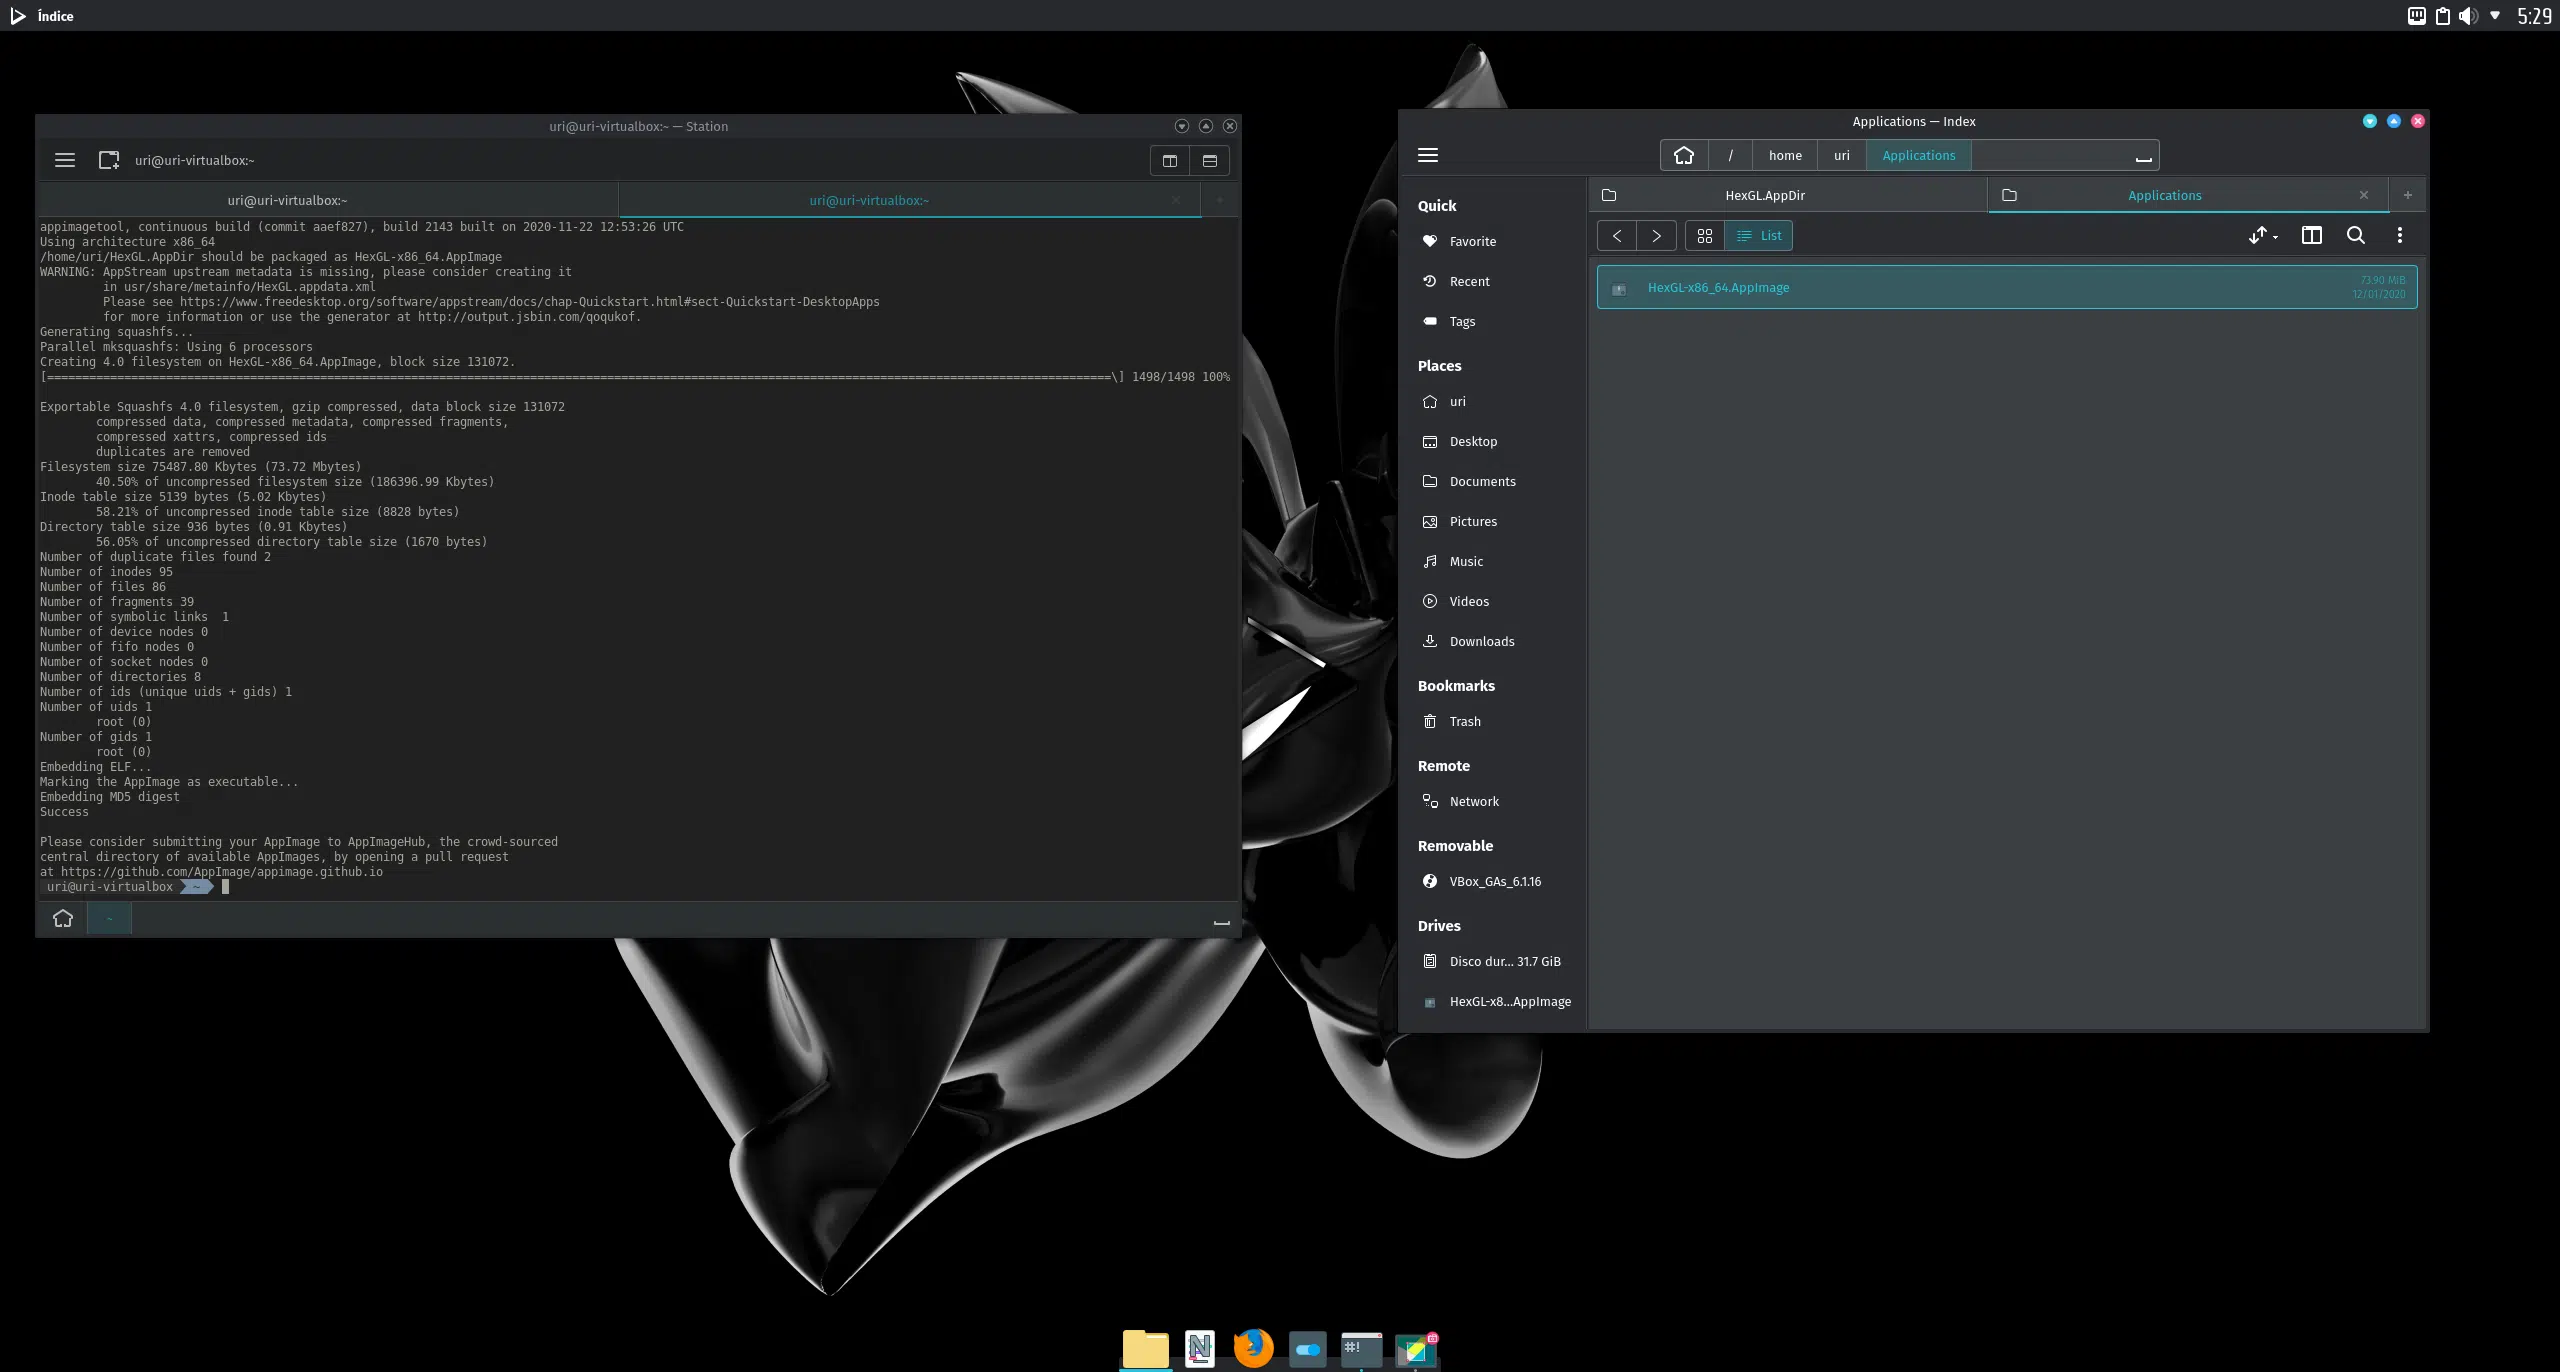 Índice
5:29
uri@uri-virtualbox:~ — Station
uri@uri-virtualbox:~
uri@uri-virtualbox:~
uri@uri-virtualbox:~
appimagetool, continuous build (commit aaef827), build 2143 built on 2020-11-22 12:53:26 UTC
Using architecture x86_64
/home/uri/HexGL.AppDir should be packaged as HexGL-x86_64.AppImage
WARNING: AppStream upstream metadata is missing, please consider creating it
in usr/share/metainfo/HexGL.appdata.xml
Please see https://www.freedesktop.org/software/appstream/docs/chap-Quickstart.html#sect-Quickstart-DesktopApps
for more information or use the generator at http://output.jsbin.com/qoqukof.
Generating squashfs...
Parallel mksquashfs: Using 6 processors
Creating 4.0 filesystem on HexGL-x86_64.AppImage, block size 131072.
[========================================================================================================================================================\] 1498/1498 100%
Exportable Squashfs 4.0 filesystem, gzip compressed, data block size 131072
compressed data, compressed metadata, compressed fragments,
compressed xattrs, compressed ids
duplicates are removed
Filesystem size 75487.80 Kbytes (73.72 Mbytes)
40.50% of uncompressed filesystem size (186396.99 Kbytes)
Inode table size 5139 bytes (5.02 Kbytes)
58.21% of uncompressed inode table size (8828 bytes)
Directory table size 936 bytes (0.91 Kbytes)
56.05% of uncompressed directory table size (1670 bytes)
Number of duplicate files found 2
Number of inodes 95
Number of files 86
Number of fragments 39
Number of symbolic links  1
Number of device nodes 0
Number of fifo nodes 0
Number of socket nodes 0
Number of directories 8
Number of ids (unique uids + gids) 1
Number of uids 1
root (0)
Number of gids 1
root (0)
Embedding ELF...
Marking the AppImage as executable...
Embedding MD5 digest
Success
Please consider submitting your AppImage to AppImageHub, the crowd-sourced
central directory of available AppImages, by opening a pull request
at https://github.com/AppImage/appimage.github.io
uri@uri-virtualbox ~
~
Applications — Index
/ home uri Applications
HexGL.AppDir
Applications
List
Quick
Favorite
Recent
Tags
Places
uri
Desktop
Documents
Pictures
Music
Videos
Downloads
Bookmarks
Trash
Remote
Network
Removable
VBox_GAs_6.1.16
Drives
Disco dur... 31.7 GiB
HexGL-x8...AppImage
HexGL-x86_64.AppImage
73.90 MiB
12/01/2020
N
#!